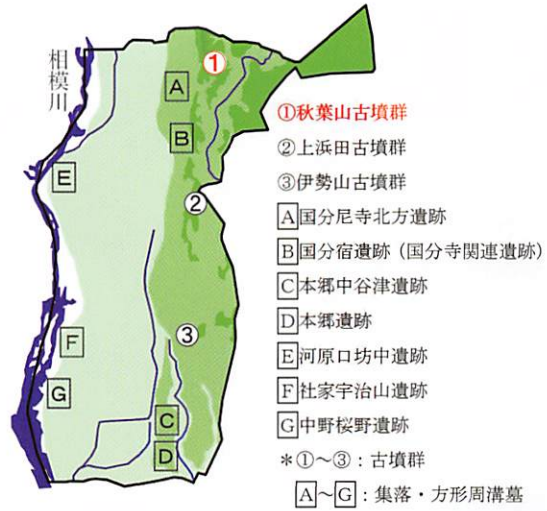 相模川
①
A
B
E
②
③
F
G
C
D
①秋葉山古墳群
②上浜田古墳群
③伊勢山古墳群
A国分尼寺北方遺跡
B国分宿遺跡（国分寺関連遺跡）
C本郷中谷津遺跡
D本郷遺跡
E河原口坊中遺跡
F社家宇治山遺跡
G中野桜野遺跡
＊①～③：古墳群
A～G：集落・方形周溝墓